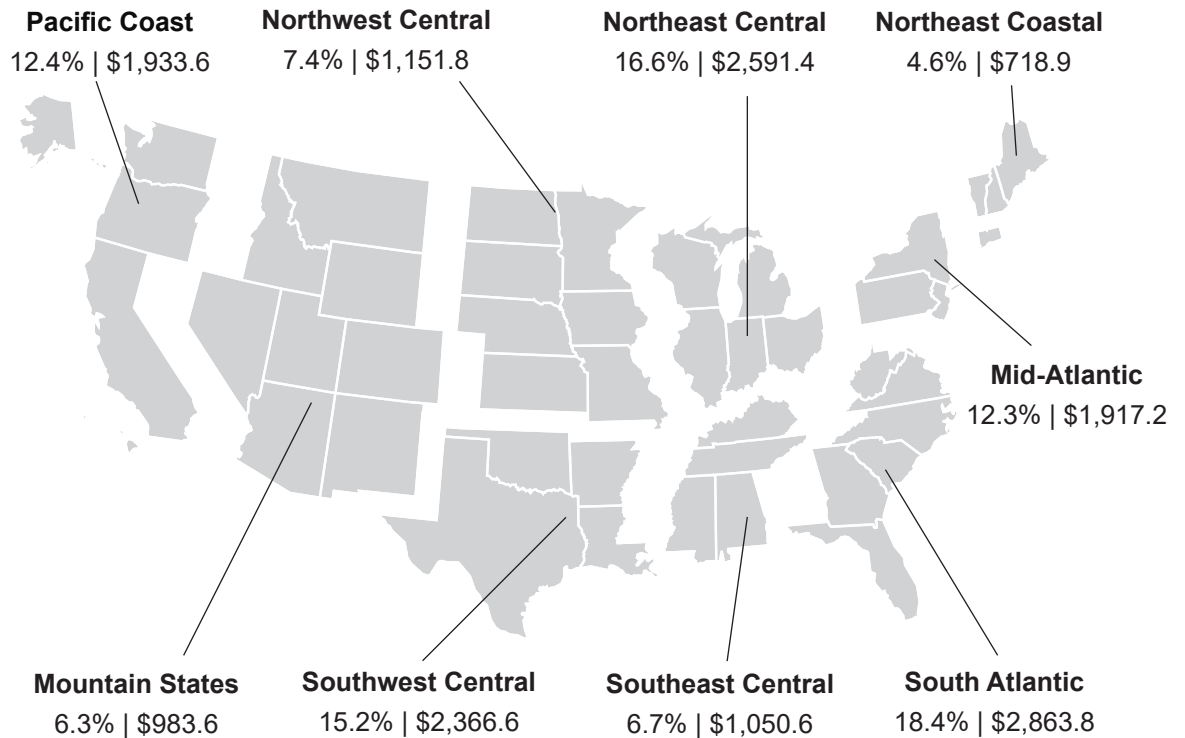 Pacific Coast
12.4% | $1,933.6
Northwest Central
7.4% | $1,151.8
Northeast Central
16.6% | $2,591.4
Northeast Coastal
4.6% | $718.9
Mid-Atlantic
12.3% | $1,917.2
Mountain States
6.3% | $983.6
Southwest Central
15.2% | $2,366.6
Southeast Central
6.7% | $1,050.6
South Atlantic
18.4% | $2,863.8